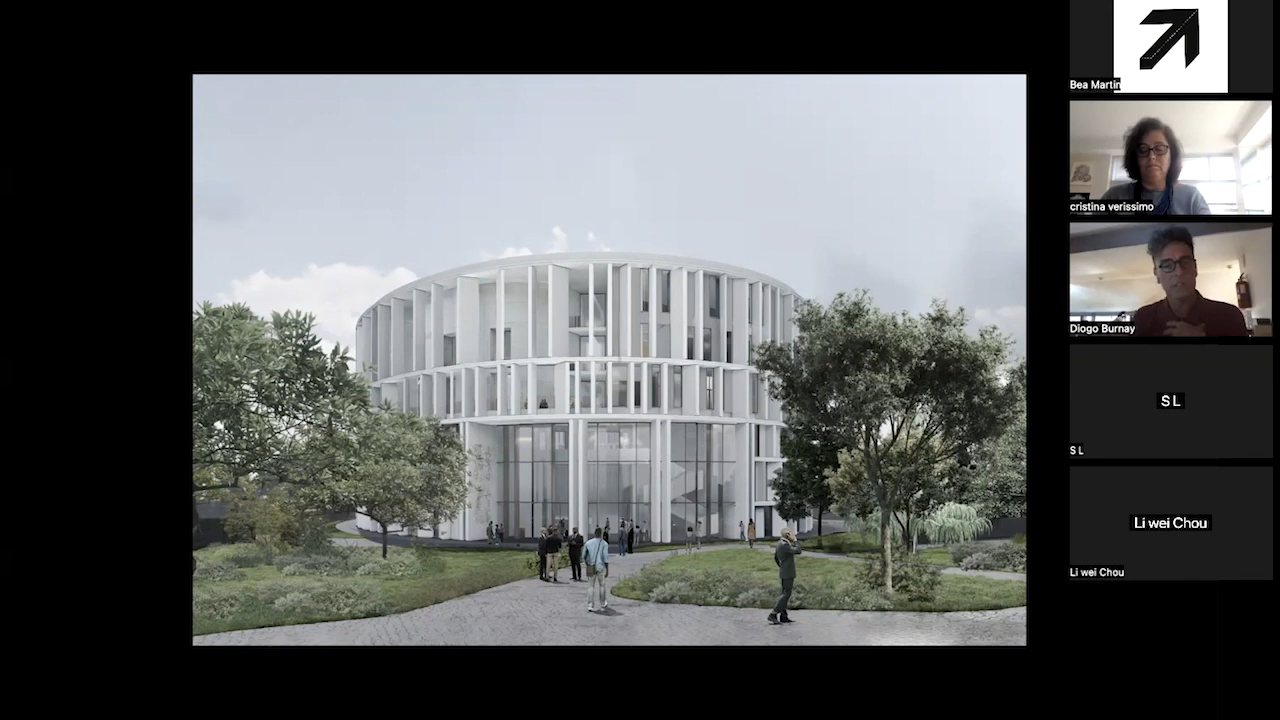 Bea Martin
cristina verissimo
Diogo Burnay
S L
S L
Li wei Chou
Li wei Chou